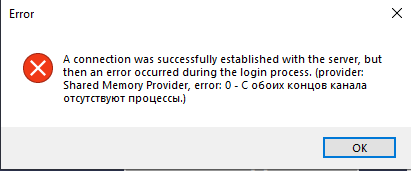 Error
A connection was successfully established with the server, but
then an error occurred during the login process. (provider:
Shared Memory Provider, error: 0 - С обоих концов канала
отсутствуют процессы.)
OK